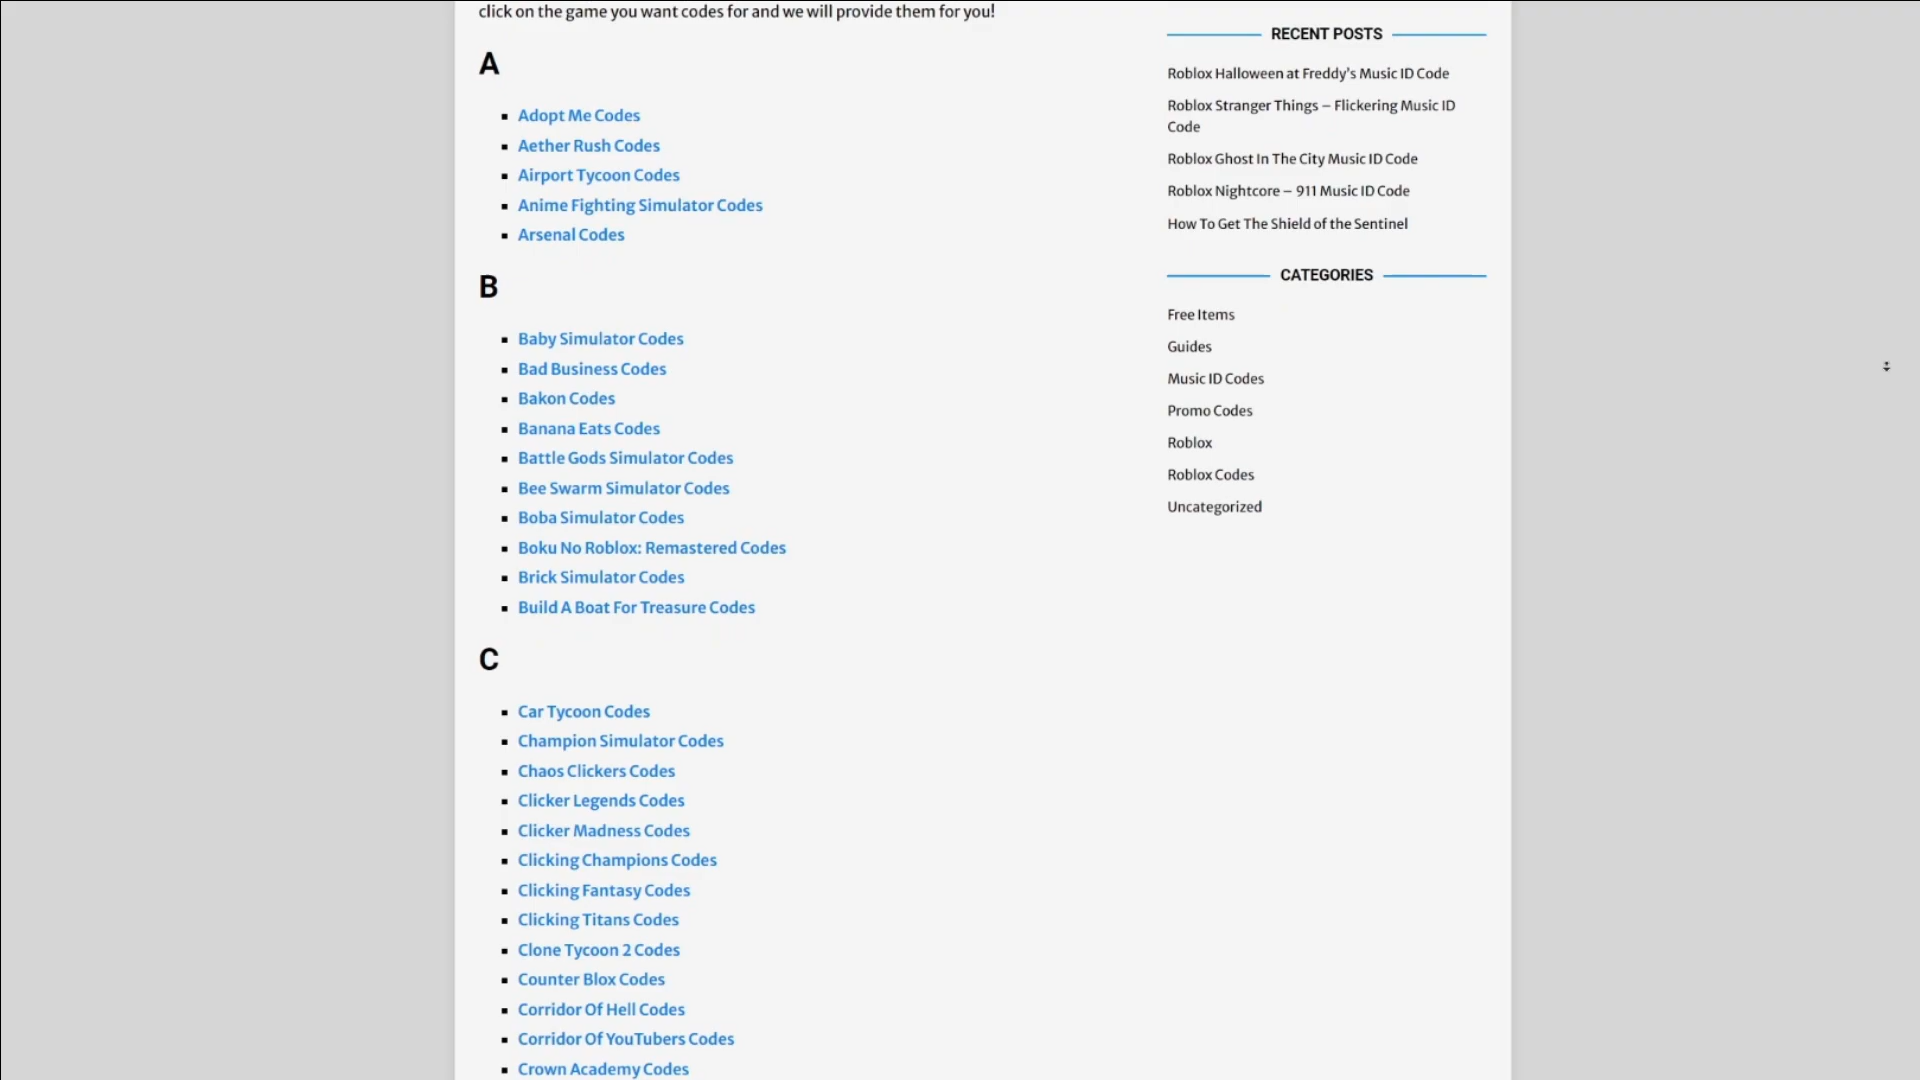 click on the game you want codes for and we will provide them for you!
A
Adopt Me Codes
Aether Rush Codes
Airport Tycoon Codes
Anime Fighting Simulator Codes
Arsenal Codes
B
Baby Simulator Codes
Bad Business Codes
Bakon Codes
Banana Eats Codes
Battle Gods Simulator Codes
Bee Swarm Simulator Codes
Boba Simulator Codes
Boku No Roblox: Remastered Codes
Brick Simulator Codes
Build A Boat For Treasure Codes
C
Car Tycoon Codes
Champion Simulator Codes
Chaos Clickers Codes
Clicker Legends Codes
Clicker Madness Codes
Clicking Champions Codes
Clicking Fantasy Codes
Clicking Titans Codes
Clone Tycoon 2 Codes
Counter Blox Codes
Corridor Of Hell Codes
Corridor Of YouTubers Codes
Crown Academy Codes
RECENT POSTS
Roblox Halloween at Freddy’s Music ID Code
Roblox Stranger Things – Flickering Music ID
Code
Roblox Ghost In The City Music ID Code
Roblox Nightcore – 911 Music ID Code
How To Get The Shield of the Sentinel
CATEGORIES
Free Items
Guides
Music ID Codes
Promo Codes
Roblox
Roblox Codes
Uncategorized